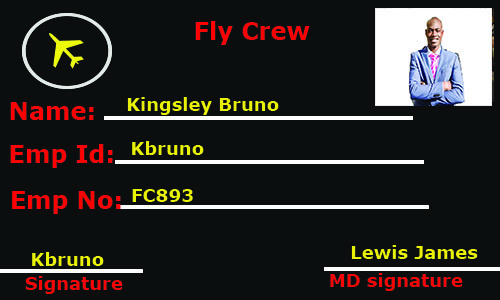 Fly Crew
Name: Kingsley Bruno
Emp Id: Kbruno
Emp No: FC893
Kbruno Lewis James
Signature MD signature